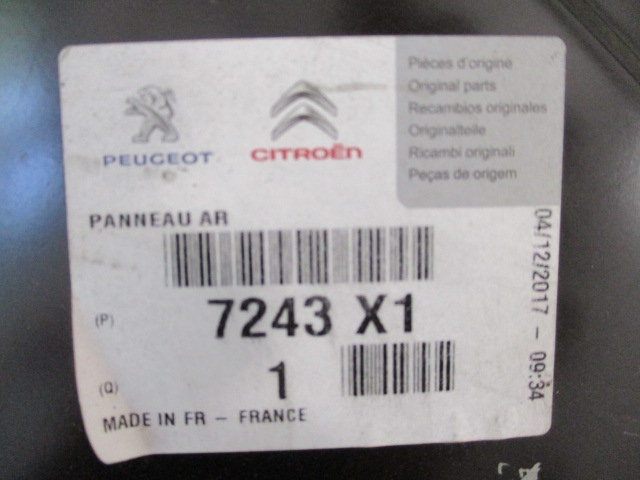 PEUGEOT
CITROËN
Pièces d'origine
Original parts
Recambios originales
Originalteile
Ricambi originali
Peças de origem
PANNEAU AR
(P) 7243 X1
(Q) 1
MADE IN FR – FRANCE
04/12/2017 – 09:34